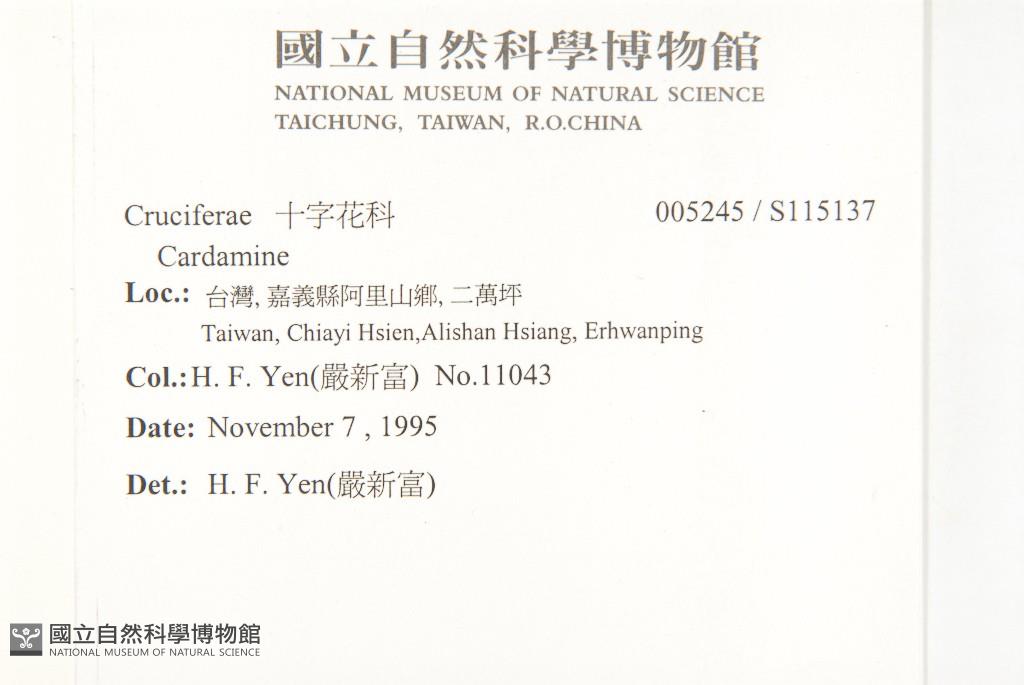 國立自然科學博物館
NATIONAL MUSEUM OF NATURAL SCIENCE
TAICHUNG, TAIWAN, R.O.CHINA
Cruciferae 十字花科 005245 / S115137
Cardamine
Loc.: 台灣, 嘉義縣阿里山鄉, 二萬坪
Taiwan, Chiayi Hsien,Alishan Hsiang, Erhwanping
Col.:H. F. Yen(嚴新富) No.11043
Date: November 7 , 1995
Det.: H. F. Yen(嚴新富)
國立自然科學博物館
NATIONAL MUSEUM OF NATURAL SCIENCE